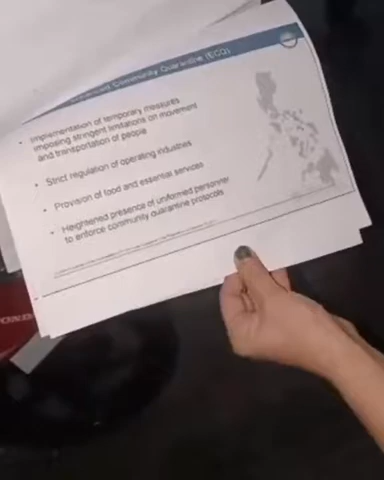 Enhanced Community Quarantine (ECQ)
• Implementation of temporary measures
imposing stringent limitations on movement
and transportation of people
• Strict regulation of operating industries
• Provision of food and essential services
• Heightened presence of uniformed personnel
to enforce community quarantine protocols